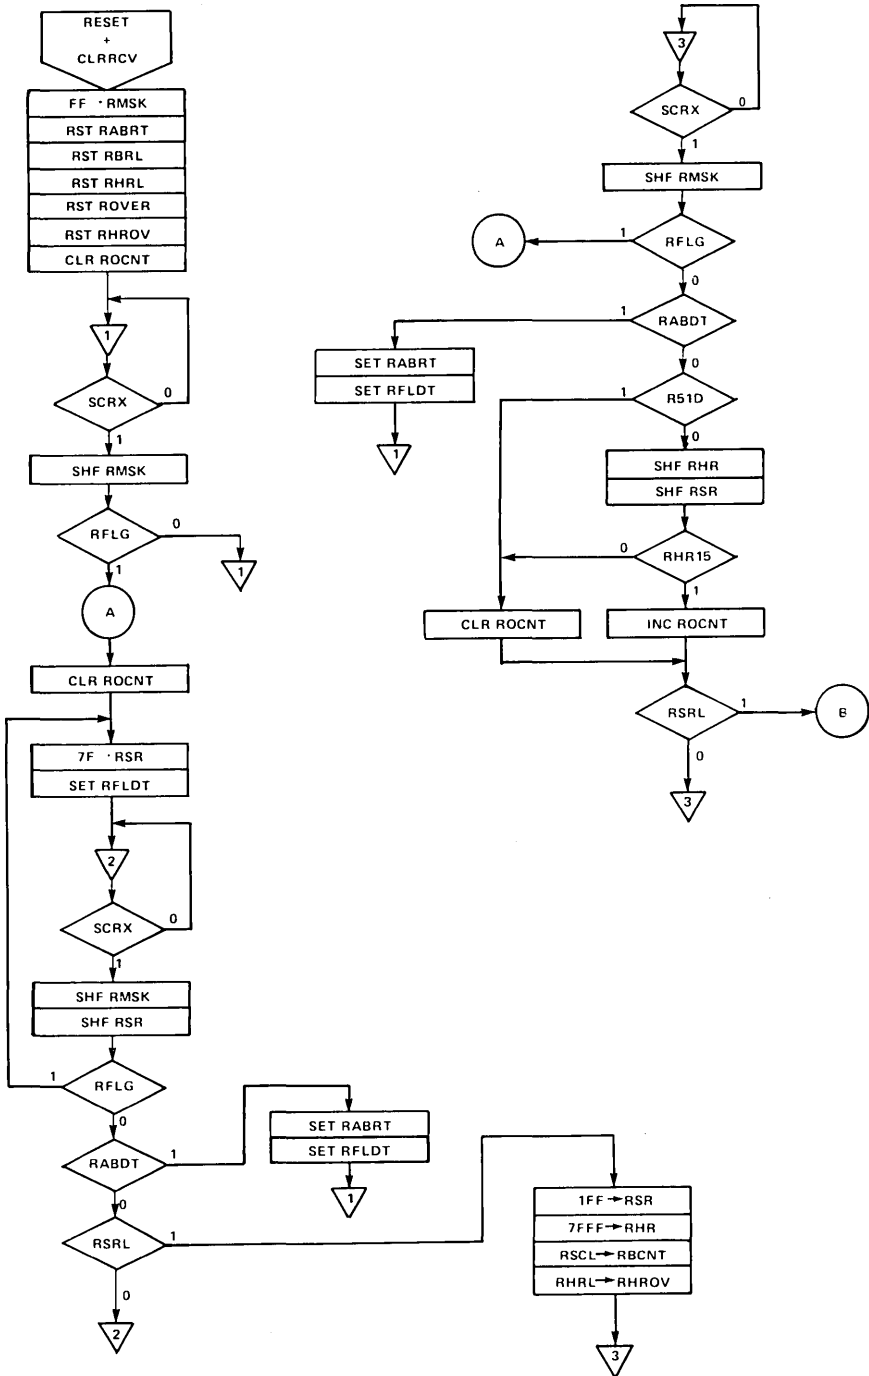 RESET
+
CLRRCV
FF · RMSK
RST RABRT
RST RBRL
RST RHRL
RST ROVER
RST RHROV
CLR ROCNT
1
SCRX
0
1
SHF RMSK
RFLG
0
1
1
A
CLR ROCNT
7F · RSR
SET RFLDT
2
SCRX
0
1
SHF RMSK
SHF RSR
1
RFLG
0
RABDT
1
SET RABRT
SET RFLDT
1
0
RSRL
1
0
2
1FF→RSR
7FFF→RHR
RSCL→RBCNT
RHRL→RHROV
3
3
SCRX
0
1
SHF RMSK
A
1
RFLG
0
1
RABDT
SET RABRT
SET RFLDT
1
0
1
R51D
0
SHF RHR
SHF RSR
0
RHR15
1
CLR ROCNT
INC ROCNT
RSRL
1
B
0
3